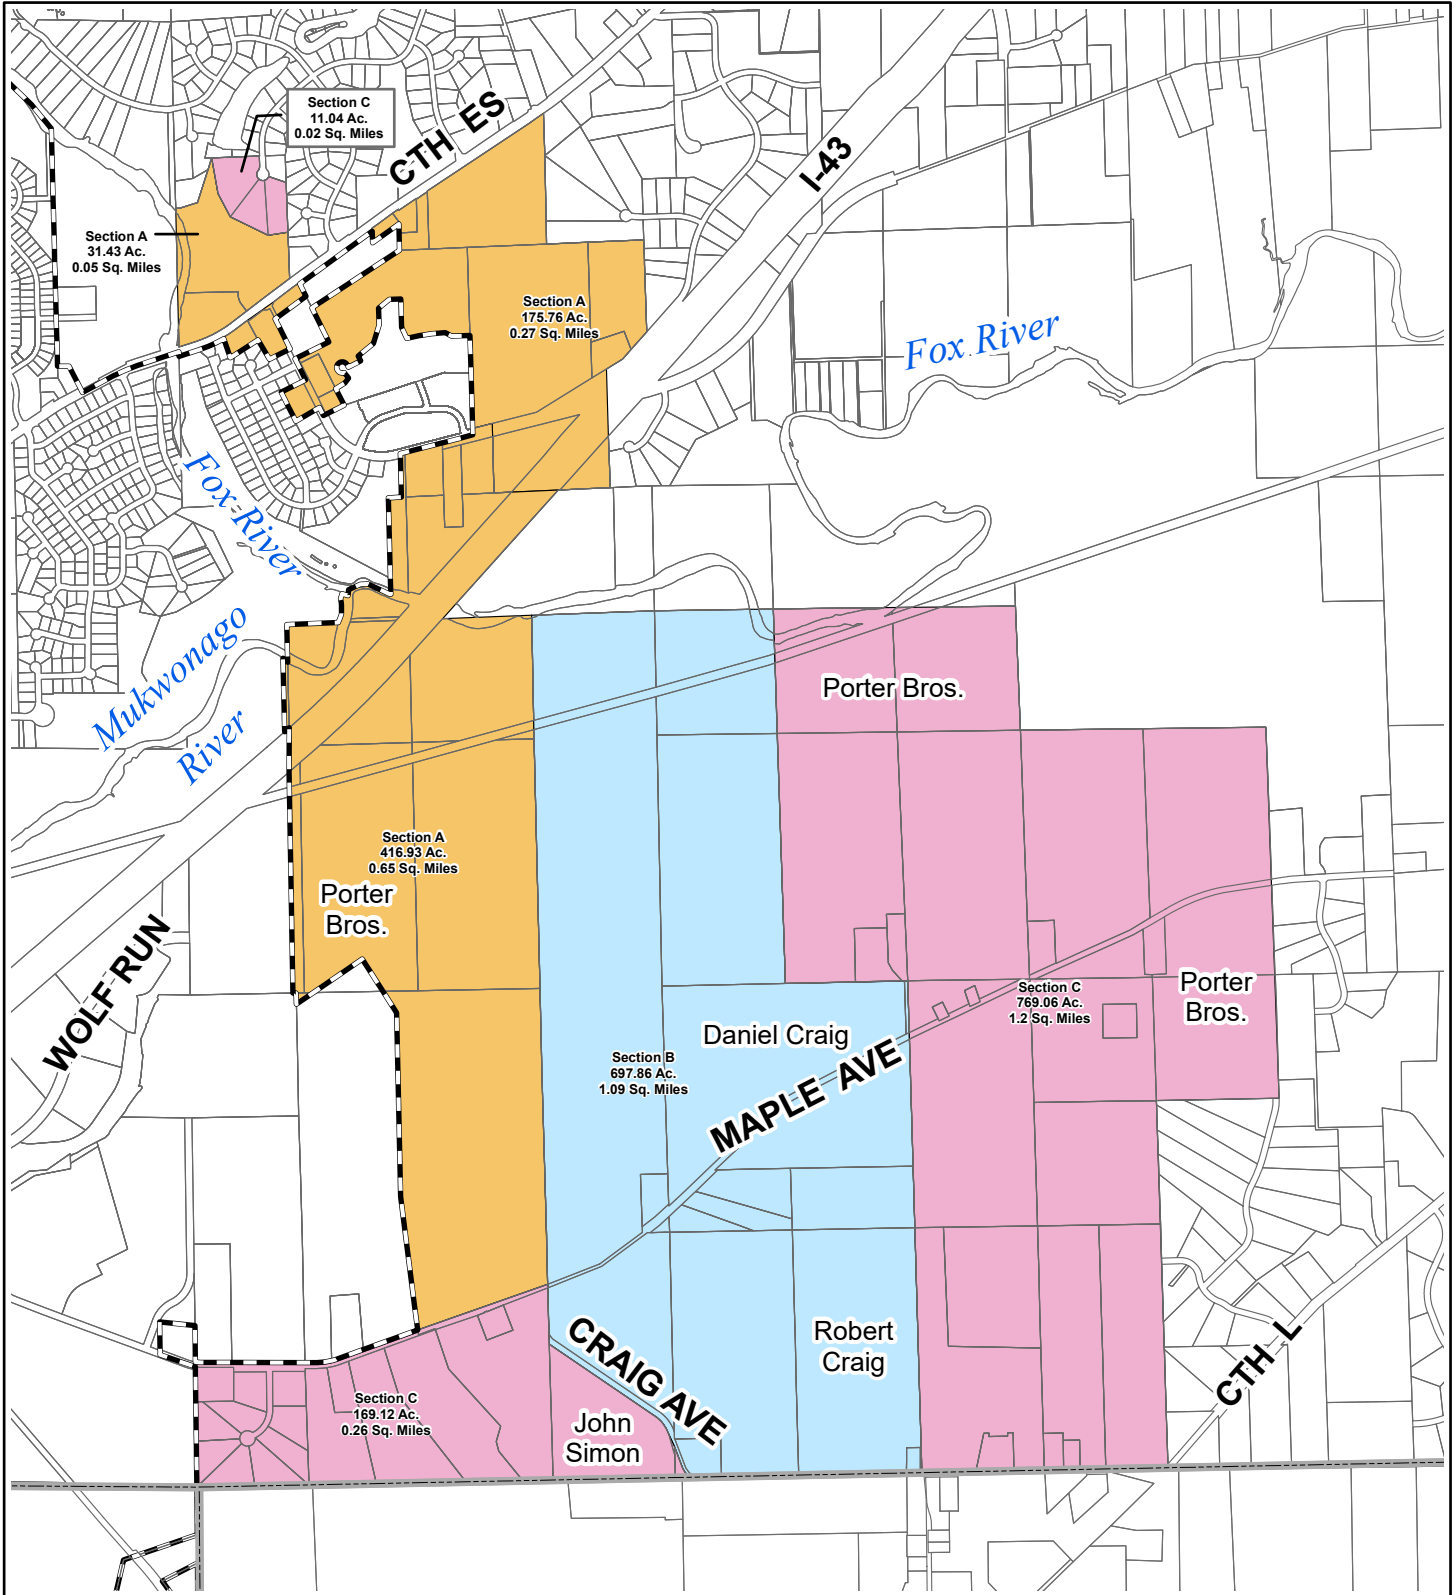 Section C
11.04 Ac.
0.02 Sq. Miles
CTH ES
I-43
Section A
31.43 Ac.
0.05 Sq. Miles
Section A
175.76 Ac.
0.27 Sq. Miles
Fox River
Fox River
Mukwonago
River
Porter Bros.
Section A
416.93 Ac.
0.65 Sq. Miles
Porter
Bros.
WOLF RUN
Section C
769.06 Ac.
1.2 Sq. Miles
Porter
Bros.
Daniel Craig
Section B
697.86 Ac.
1.09 Sq. Miles
MAPLE AVE
CRAIG AVE
Robert
Craig
CTH L
Section C
169.12 Ac.
0.26 Sq. Miles
John
Simon